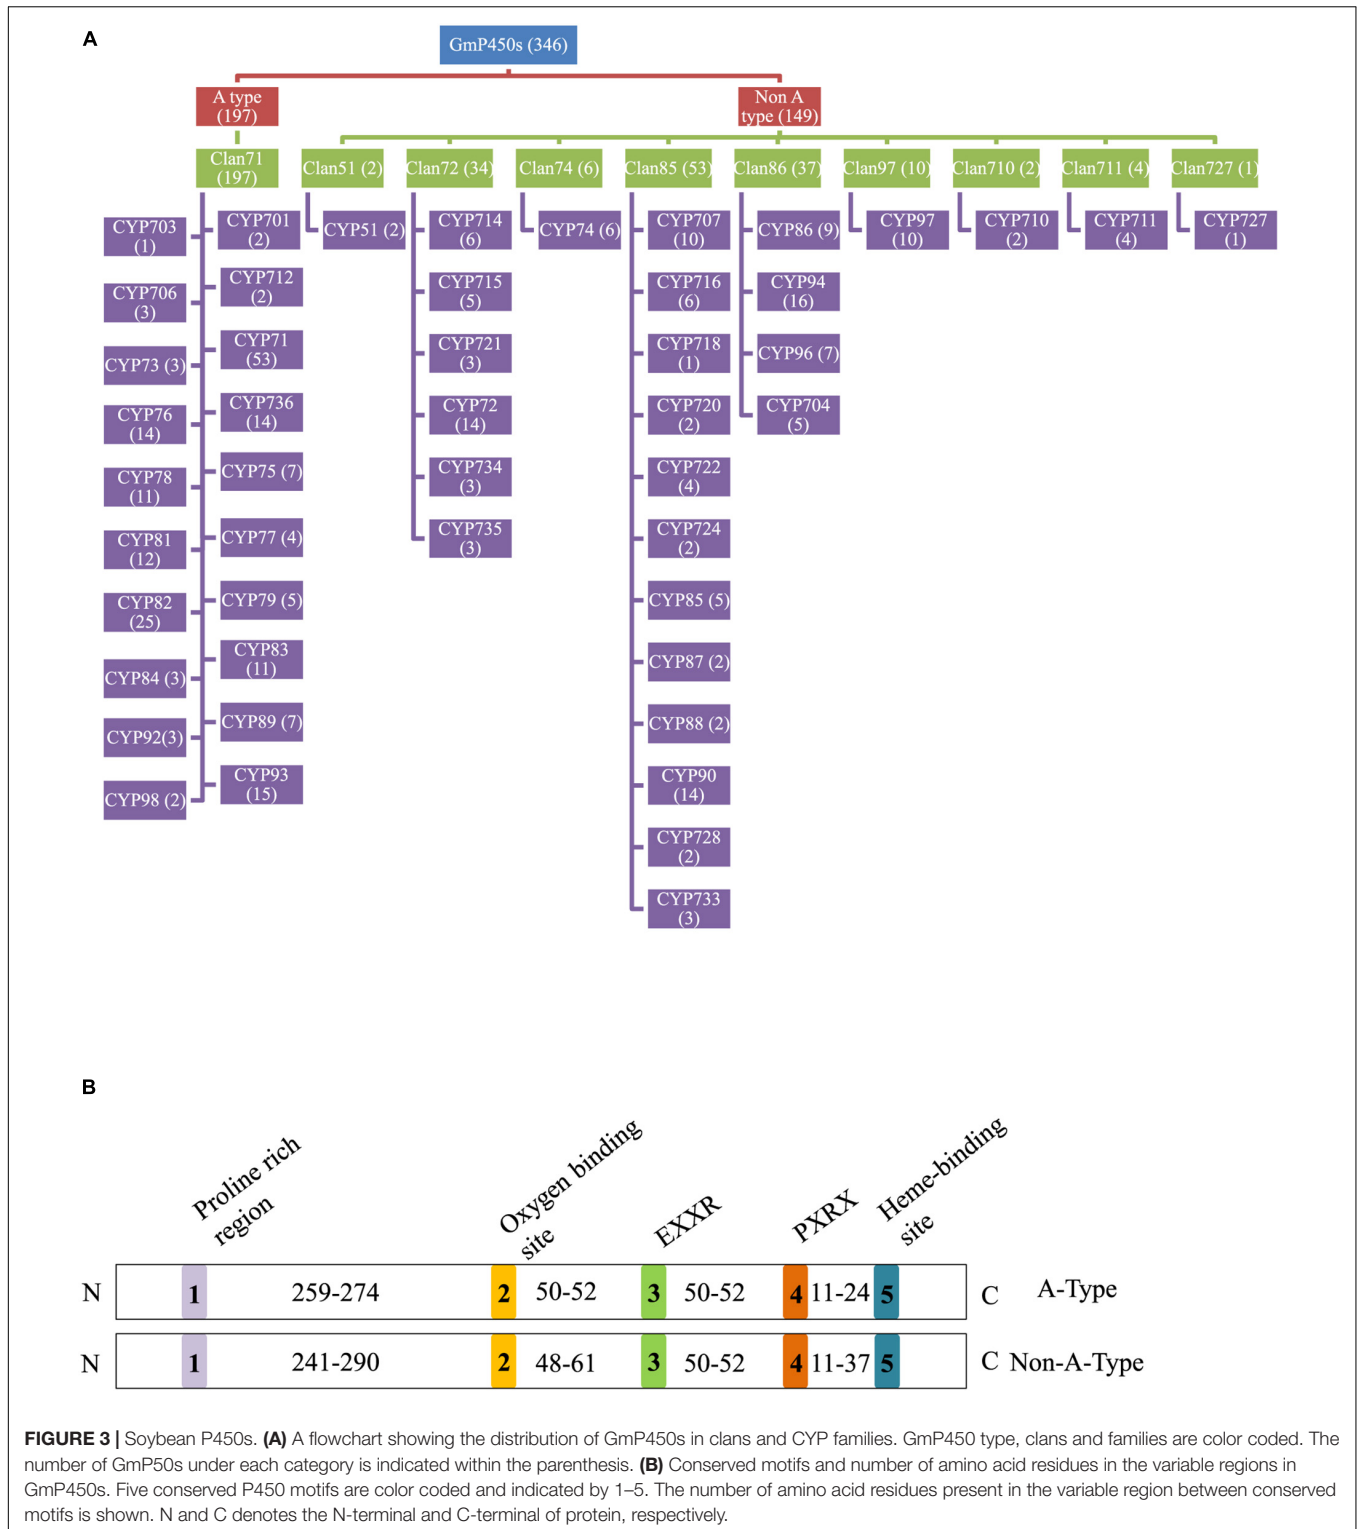 A
GmP450s (346)
A type
(197)
Non A
type (149)
Clan71
(197)
Clan51 (2)
Clan72 (34)
Clan74 (6)
Clan85 (53)
Clan86 (37)
Clan97 (10)
Clan710 (2)
Clan711 (4)
Clan727 (1)
CYP703
(1)
CYP706
(3)
CYP73 (3)
CYP76
(14)
CYP78
(11)
CYP81
(12)
CYP82
(25)
CYP84 (3)
CYP92(3)
CYP98 (2)
CYP701
(2)
CYP712
(2)
CYP71
(53)
CYP736
(14)
CYP75 (7)
CYP77 (4)
CYP79 (5)
CYP83
(11)
CYP89 (7)
CYP93
(15)
CYP51 (2)
CYP714
(6)
CYP715
(5)
CYP721
(3)
CYP72
(14)
CYP734
(3)
CYP735
(3)
CYP74 (6)
CYP707
(10)
CYP716
(6)
CYP718
(1)
CYP720
(2)
CYP722
(4)
CYP724
(2)
CYP85 (5)
CYP87 (2)
CYP88 (2)
CYP90
(14)
CYP728
(2)
CYP733
(3)
CYP86 (9)
CYP94
(16)
CYP96 (7)
CYP704
(5)
CYP97
(10)
CYP710
(2)
CYP711
(4)
CYP727
(1)
B
Proline rich
region
Oxygen binding
site
EXXR
PXRX
Heme-binding
site
N 1 259-274 2 50-52 3 50-52 4 11-24 5 C A-Type
N 1 241-290 2 48-61 3 50-52 4 11-37 5 C Non-A-Type
FIGURE 3 | Soybean P450s. (A) A flowchart showing the distribution of GmP450s in clans and CYP families. GmP450 type, clans and families are color coded. The
number of GmP50s under each category is indicated within the parenthesis. (B) Conserved motifs and number of amino acid residues in the variable regions in
GmP450s. Five conserved P450 motifs are color coded and indicated by 1–5. The number of amino acid residues present in the variable region between conserved
motifs is shown. N and C denotes the N-terminal and C-terminal of protein, respectively.